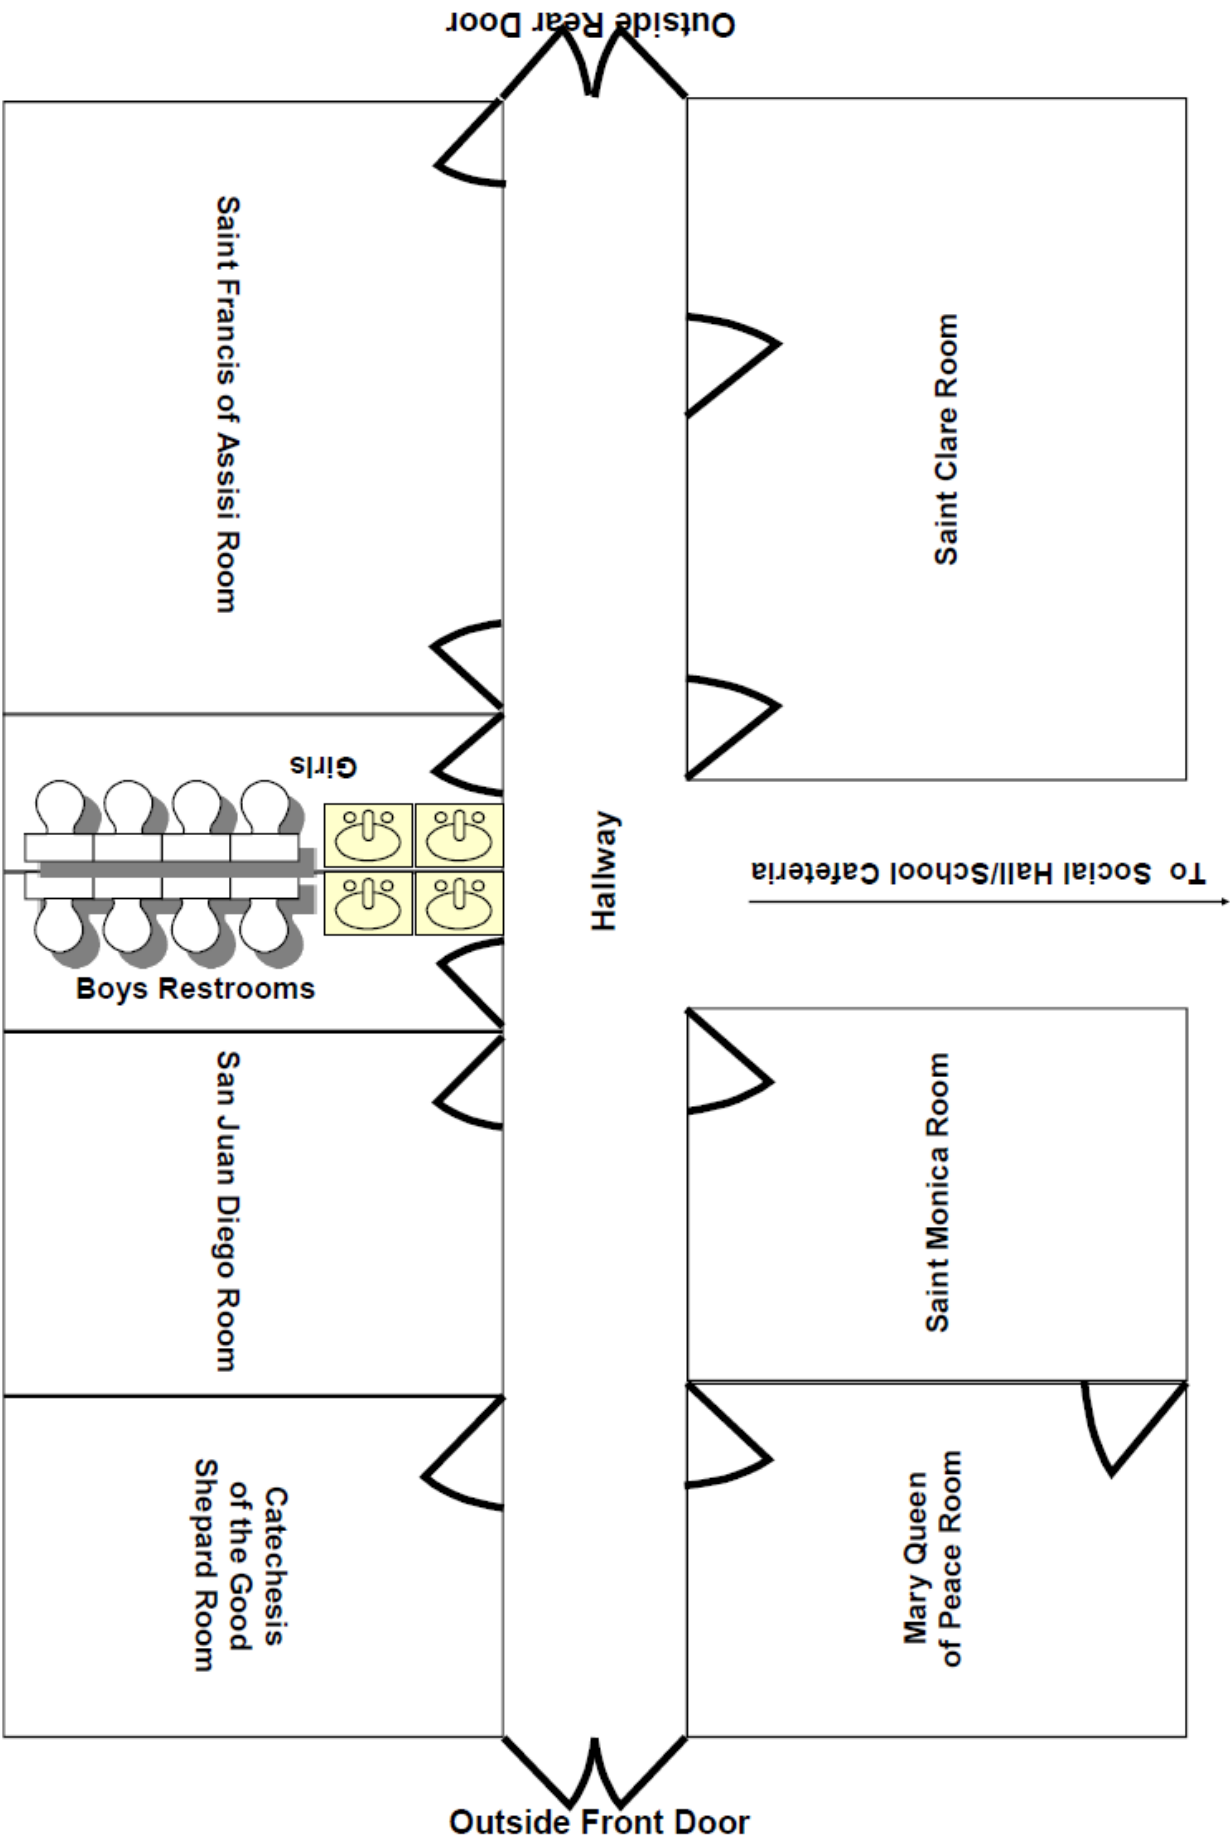 Outside Rear Door
Saint Francis of Assisi Room
Saint Clare Room
Girls
Hallway
To Social Hall/School Cafeteria
Boys Restrooms
San Juan Diego Room
Saint Monica Room
Catechesis
of the Good
Shepard Room
Mary Queen
of Peace Room
Outside Front Door